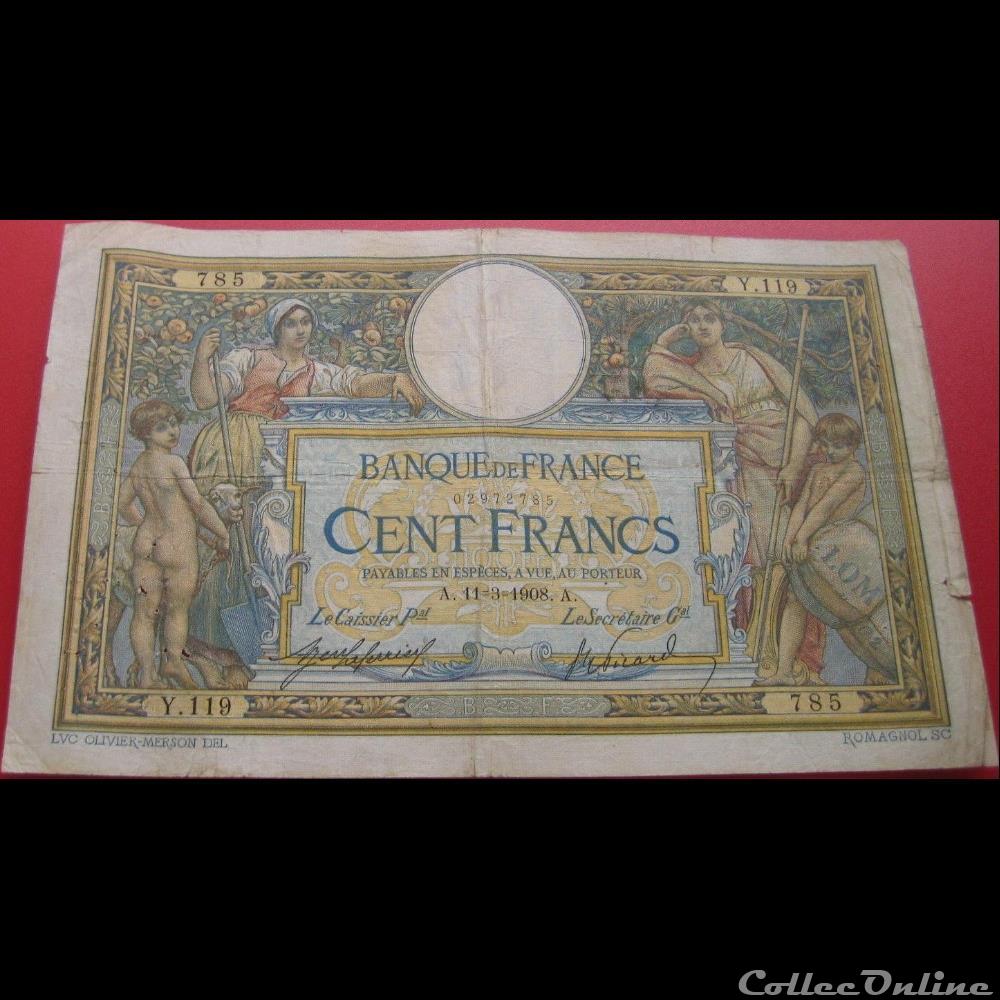 785 Y.119
BANQUE DE FRANCE
02972785
CENT FRANCS
PAYABLES EN ESPÈCES, A VUE, AU PORTEUR
A. 11-3-1908. A.
Le Caissier Pal Le Secrétaire Gal
Y.119 B F 785
LVC OLIVIER-MERSON DEL ROMAGNOL SC
L.OM
CollecOnline